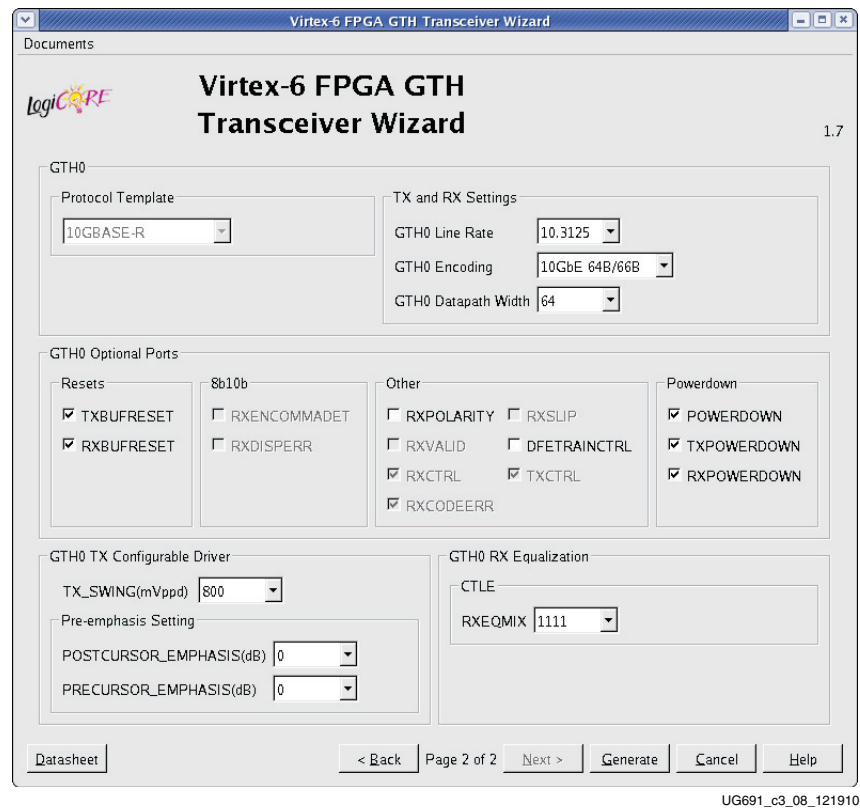 Virtex-6 FPGA GTH Transceiver Wizard
Documents
LogiCORE
Virtex-6 FPGA GTH
Transceiver Wizard
1.7
GTH0
Protocol Template
10GBASE-R
TX and RX Settings
GTH0 Line Rate 10.3125
GTH0 Encoding 10GbE 64B/66B
GTH0 Datapath Width 64
GTH0 Optional Ports
Resets
TXBUFRESET
RXBUFRESET
8b10b
RXENCOMMADET
RXDISPERR
Other
RXPOLARITY RXSLIP
RXVALID DFETRAINCTRL
RXCTRL TXCTRL
RXCODEERR
Powerdown
POWERDOWN
TXPOWERDOWN
RXPOWERDOWN
GTH0 TX Configurable Driver
TX_SWING(mVppd) 800
Pre-emphasis Setting
POSTCURSOR_EMPHASIS(dB) 0
PRECURSOR_EMPHASIS(dB) 0
GTH0 RX Equalization
CTLE
RXEQMIX 1111
Datasheet < Back Page 2 of 2 Next > Generate Cancel Help
UG691_c3_08_121910